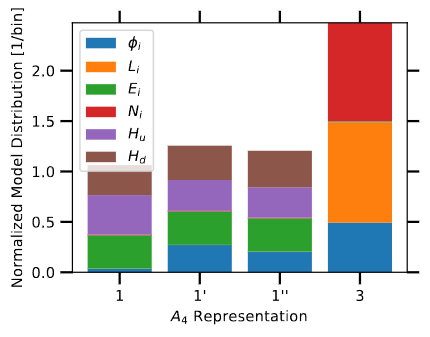 Normalized Model Distribution [1/bin]
2.0
1.5
1.0
0.5
0.0
ϕᵢ
Lᵢ
Eᵢ
Nᵢ
Hᵤ
H_d
1
1'
1''
3
A₄ Representation